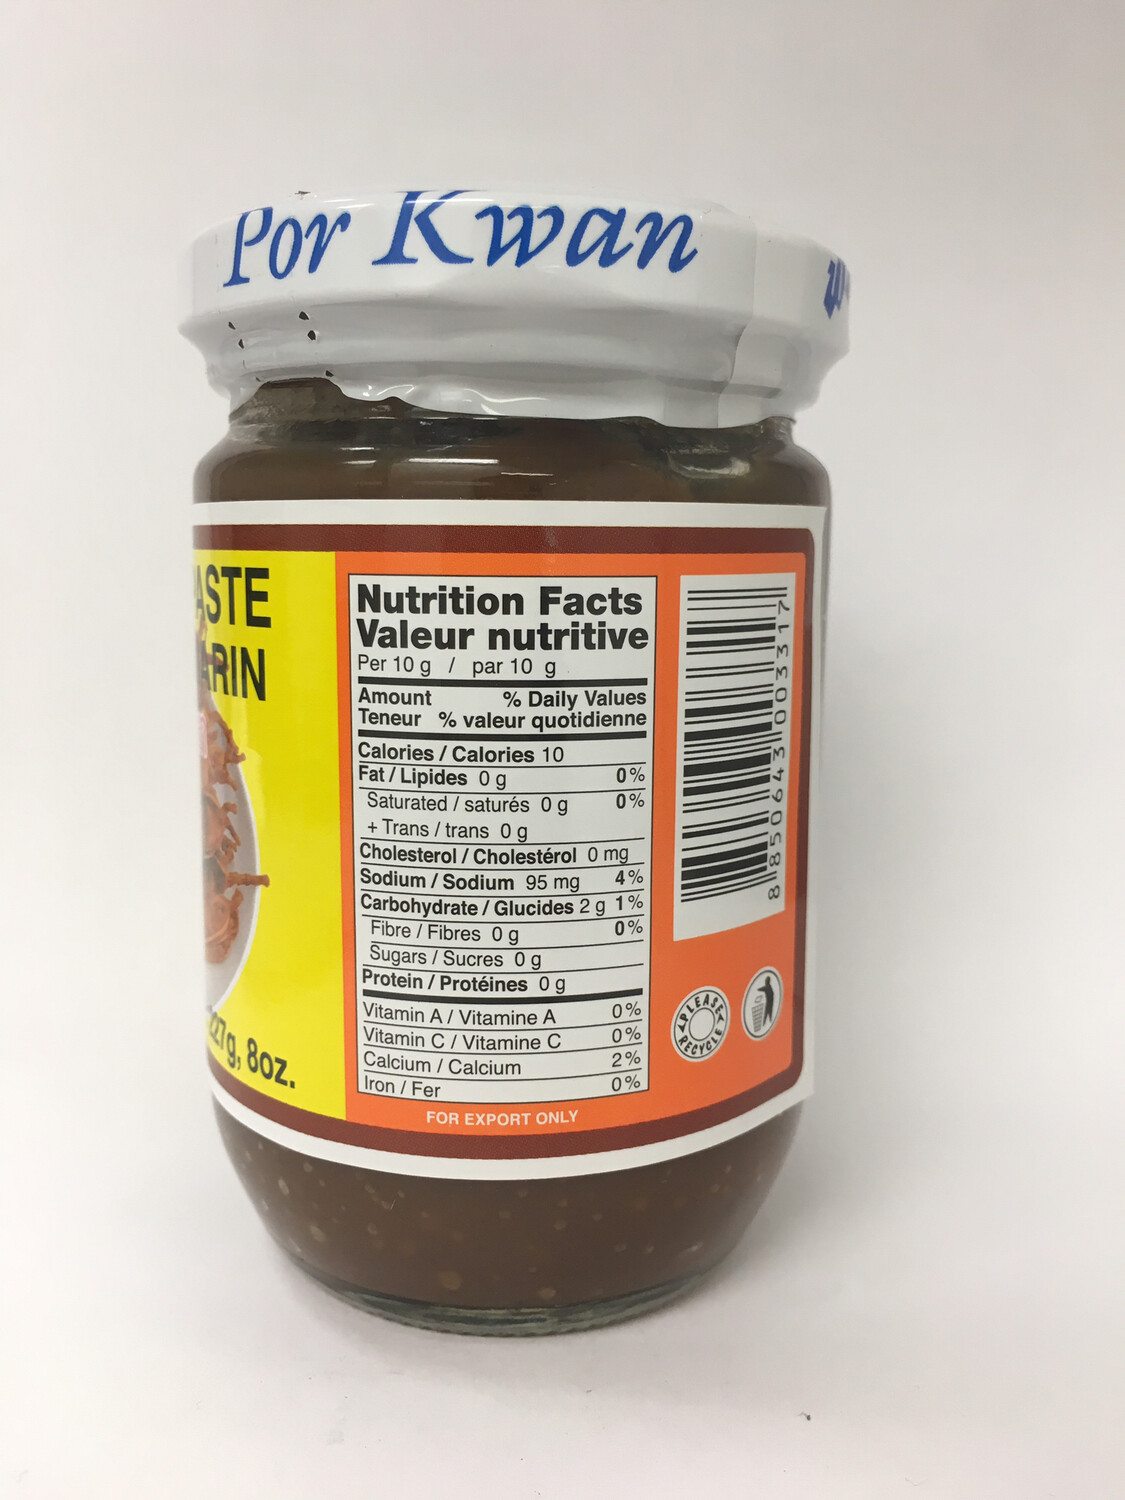 Por Kwan
ASTE
ARIN
227g, 8oz.
Nutrition Facts
Valeur nutritive
Per 10 g / par 10 g
Amount % Daily Values
Teneur % valeur quotidienne
Calories / Calories 10
Fat / Lipides 0 g 0%
Saturated / saturés 0 g 0%
+ Trans / trans 0 g
Cholesterol / Cholestérol 0 mg
Sodium / Sodium 95 mg 4%
Carbohydrate / Glucides 2 g 1%
Fibre / Fibres 0 g 0%
Sugars / Sucres 0 g
Protein / Protéines 0 g
Vitamin A / Vitamine A 0%
Vitamin C / Vitamine C 0%
Calcium / Calcium 2%
Iron / Fer 0%
FOR EXPORT ONLY
8 850643 003317
PLEASE
RECYCLE